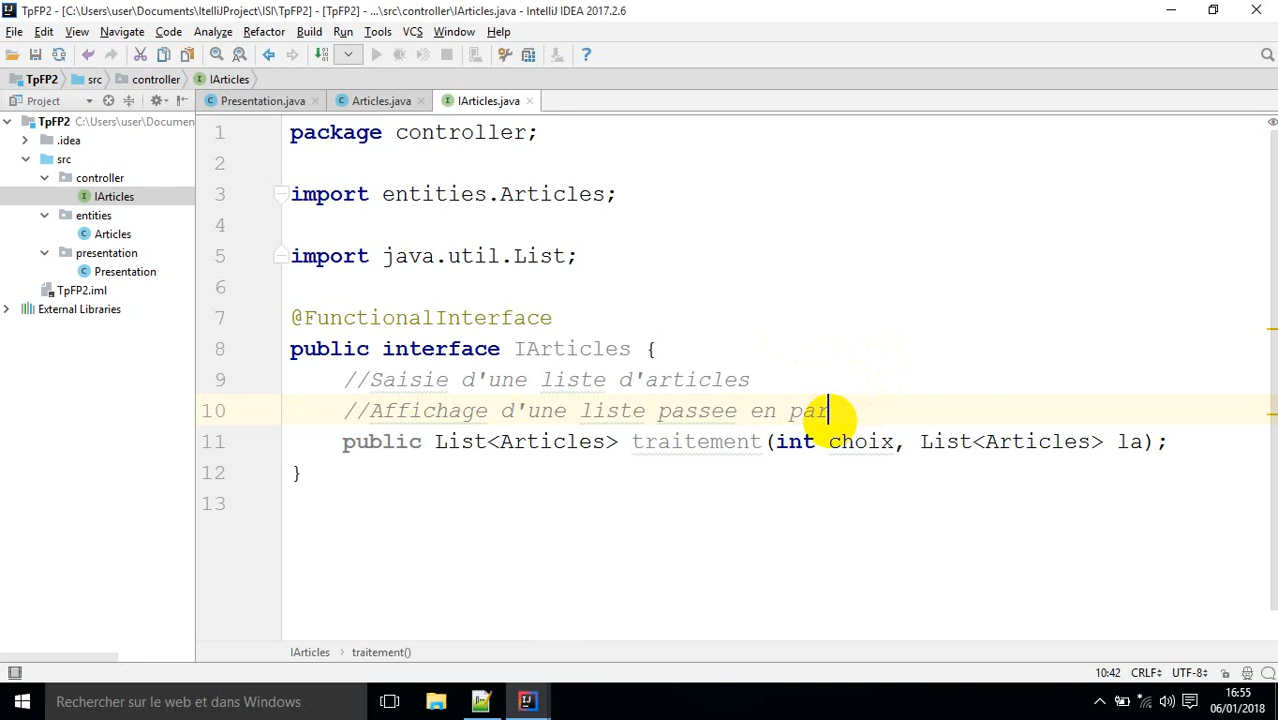 TpFP2 - [C:\Users\user\Documents\ItelliJProject\ISI\TpFP2] - [TpFP2] - ...\src\controller\IArticles.java - IntelliJ IDEA 2017.2.6
File Edit View Navigate Code Analyze Refactor Build Run Tools VCS Window Help
TpFP2 src controller IArticles
Project Presentation.java Articles.java IArticles.java
TpFP2 C:\Users\user\Documen
.idea
src
controller
IArticles
entities
Articles
presentation
Presentation
TpFP2.iml
External Libraries
1 package controller;
2
3 import entities.Articles;
4
5 import java.util.List;
6
7 @FunctionalInterface
8 public interface IArticles {
9 //Saisie d'une liste d'articles
10 //Affichage d'une liste passee en par
11 public List<Articles> traitement(int choix, List<Articles> la);
12 }
13
IArticles traitement()
10:42 CRLF UTF-8
Rechercher sur le web et dans Windows
16:55
06/01/2018